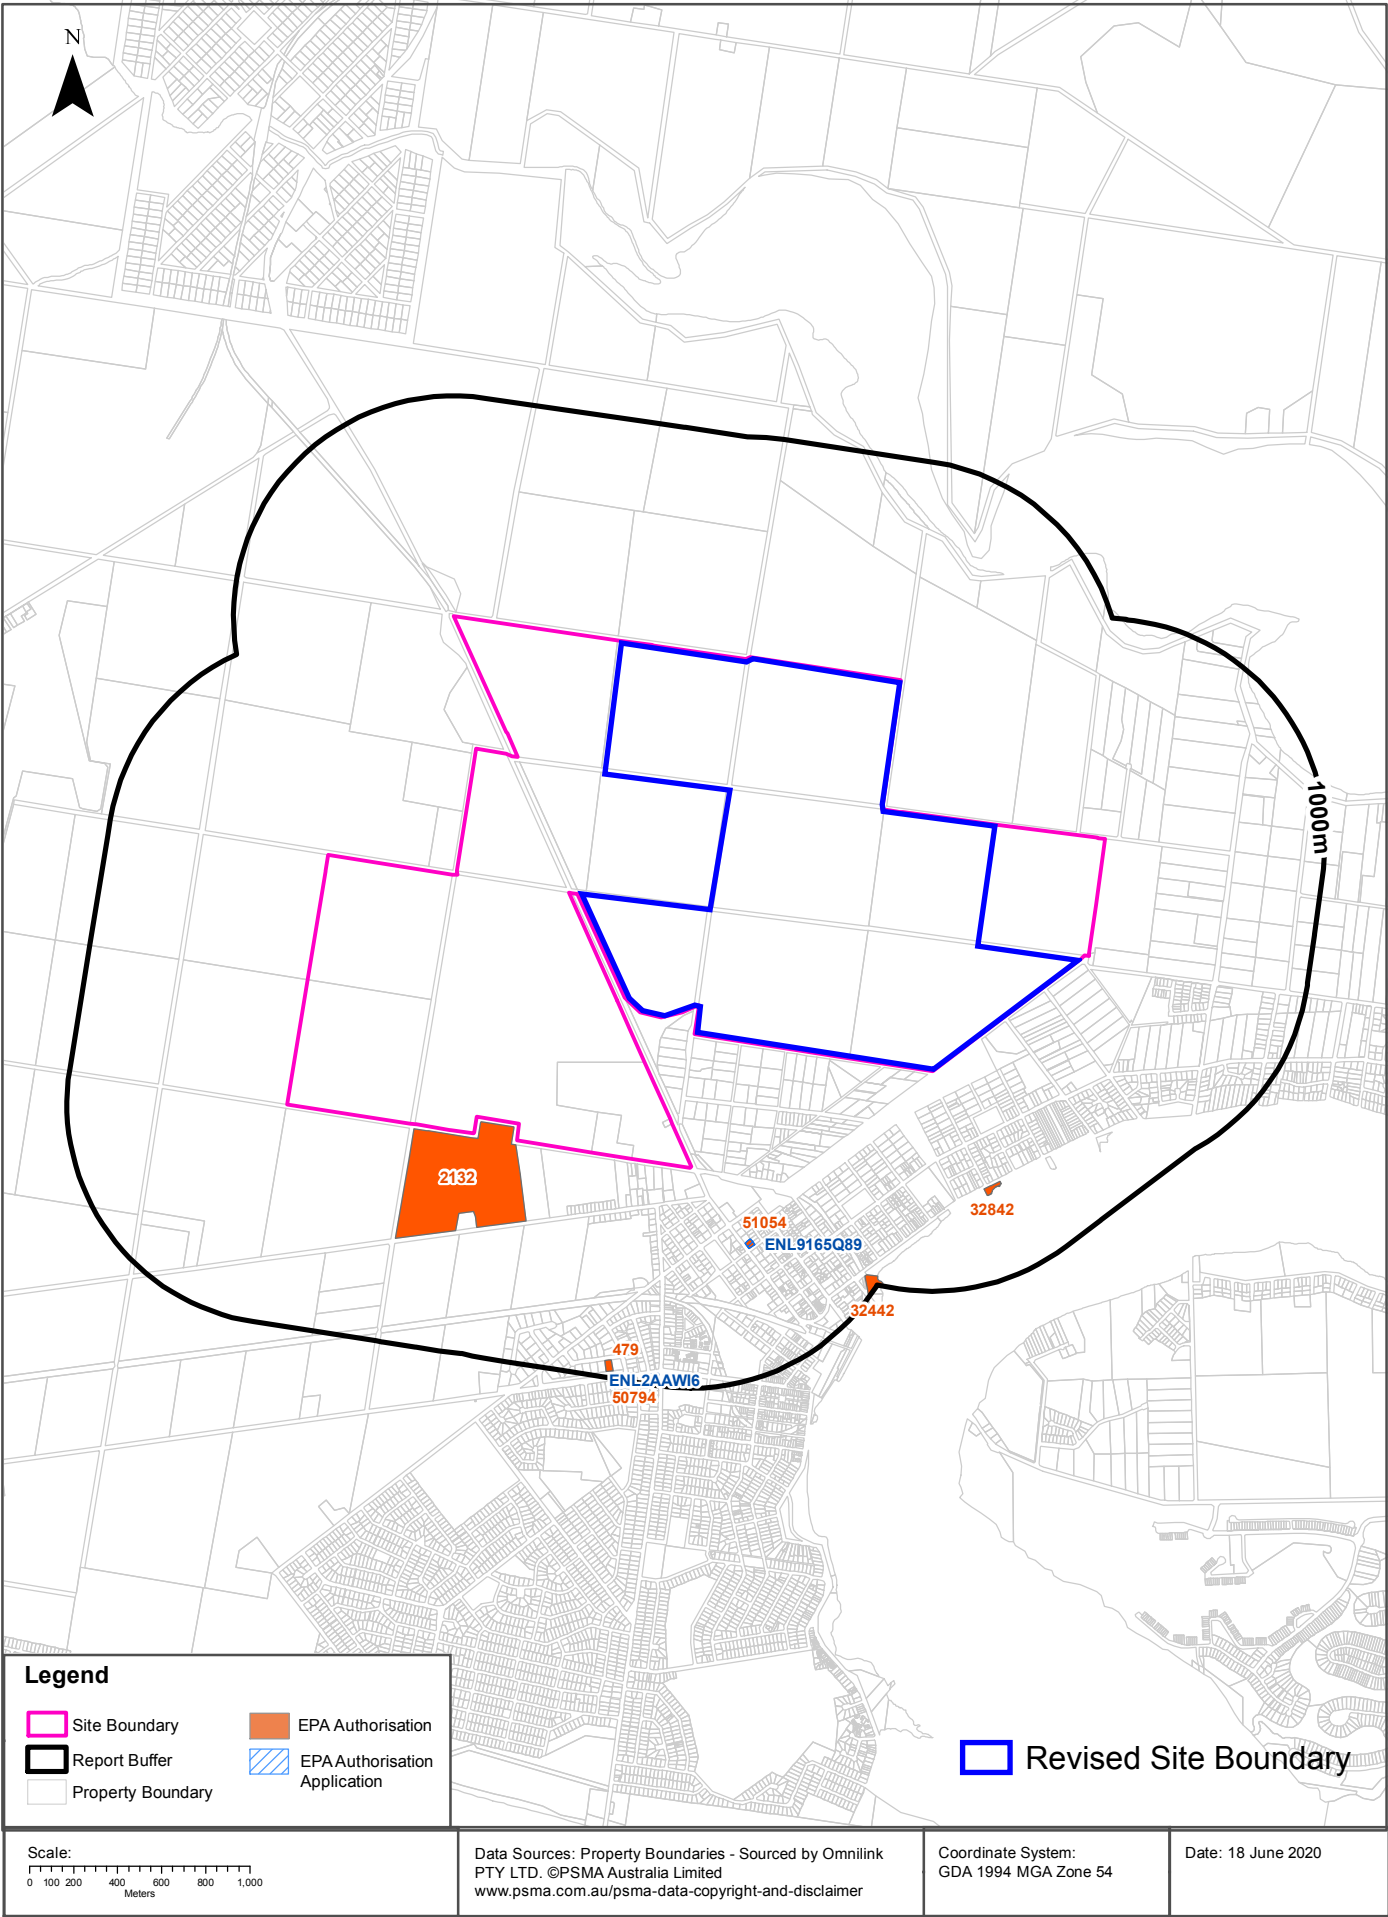 N
1000m
2132
51054
ENL9165Q89
32842
32442
479
ENL2AAWI6
50794
Legend
Site Boundary
Report Buffer
Property Boundary
EPA Authorisation
EPA Authorisation
Application
Revised Site Boundary
Scale:
0 100 200 400 600 800 1,000
Meters
Data Sources: Property Boundaries - Sourced by Omnilink
PTY LTD. ©PSMA Australia Limited
www.psma.com.au/psma-data-copyright-and-disclaimer
Coordinate System:
GDA 1994 MGA Zone 54
Date: 18 June 2020